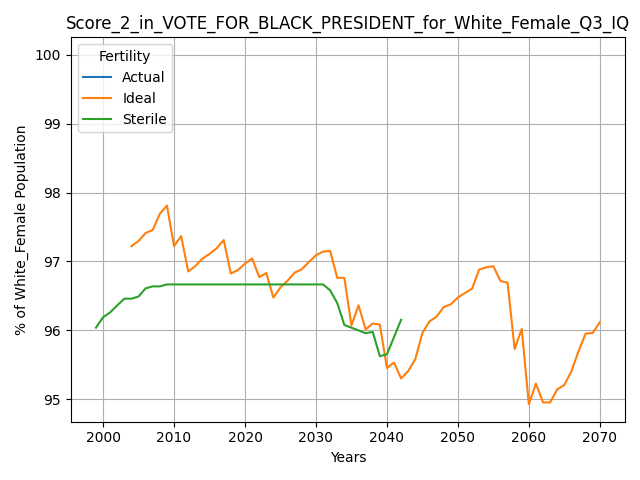 Score_2_in_VOTE_FOR_BLACK_PRESIDENT_for_White_Female_Q3_IQ
Fertility
Actual
Ideal
Sterile
% of White_Female Population
100
99
98
97
96
95
2000 2010 2020 2030 2040 2050 2060 2070
Years